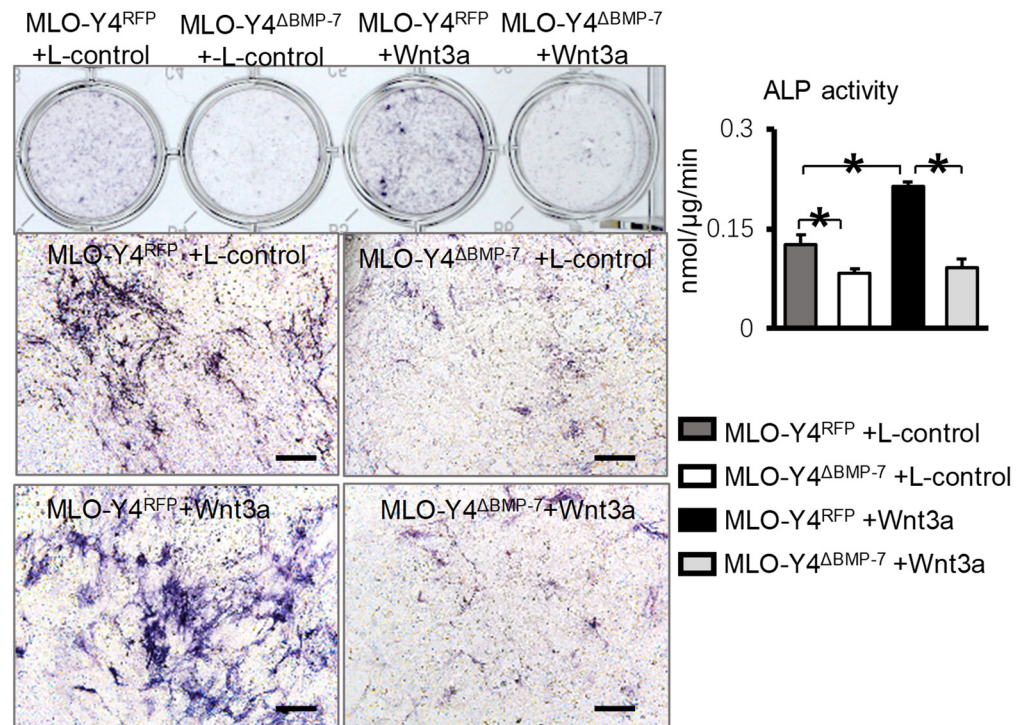 MLO-Y4RFP +L-control
MLO-Y4ΔBMP-7 +-L-control
MLO-Y4RFP +Wnt3a
MLO-Y4ΔBMP-7 +Wnt3a
MLO-Y4RFP +L-control
MLO-Y4ΔBMP-7 +L-control
MLO-Y4RFP+Wnt3a
MLO-Y4ΔBMP-7+Wnt3a
ALP activity
nmol/μg/min
0.3
0.15
0
*
*
*
MLO-Y4RFP +L-control
MLO-Y4ΔBMP-7 +L-control
MLO-Y4RFP +Wnt3a
MLO-Y4ΔBMP-7 +Wnt3a